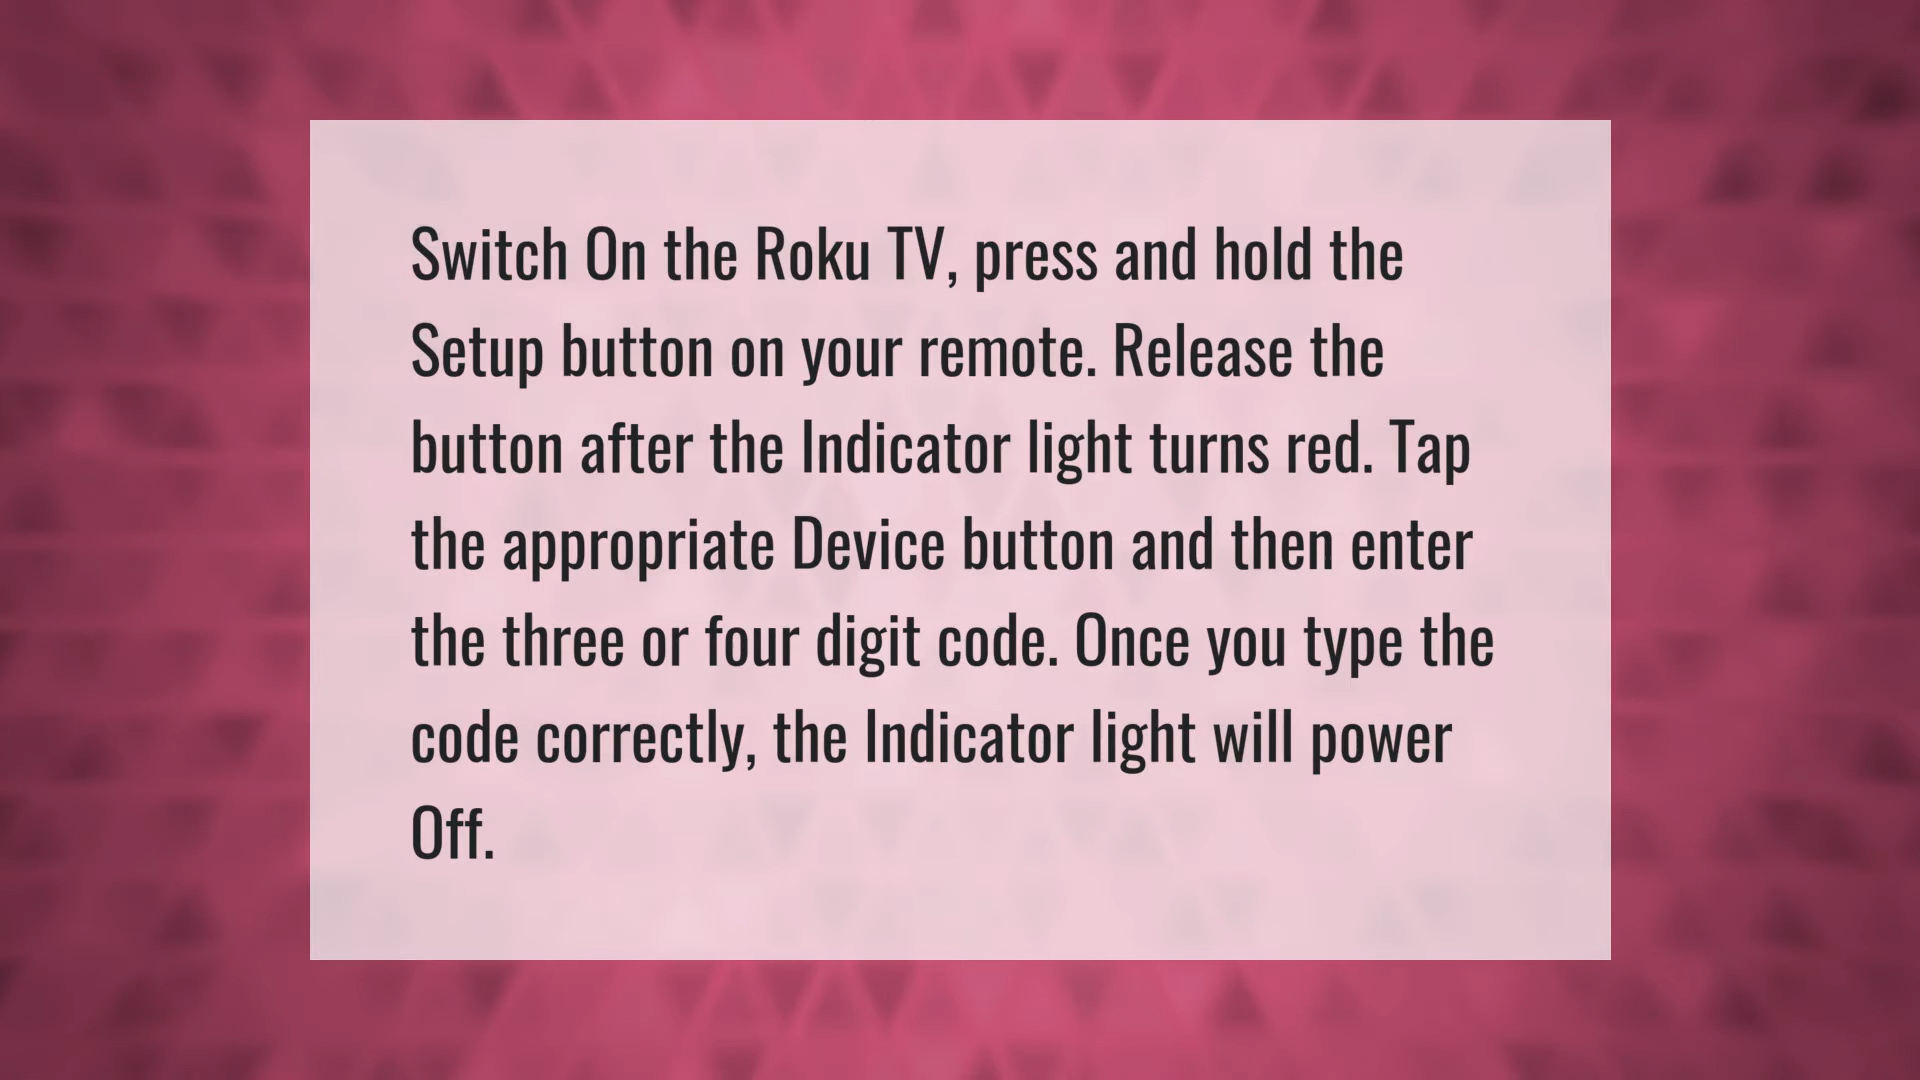 Switch On the Roku TV, press and hold the
Setup button on your remote. Release the
button after the Indicator light turns red. Tap
the appropriate Device button and then enter
the three or four digit code. Once you type the
code correctly, the Indicator light will power
Off.